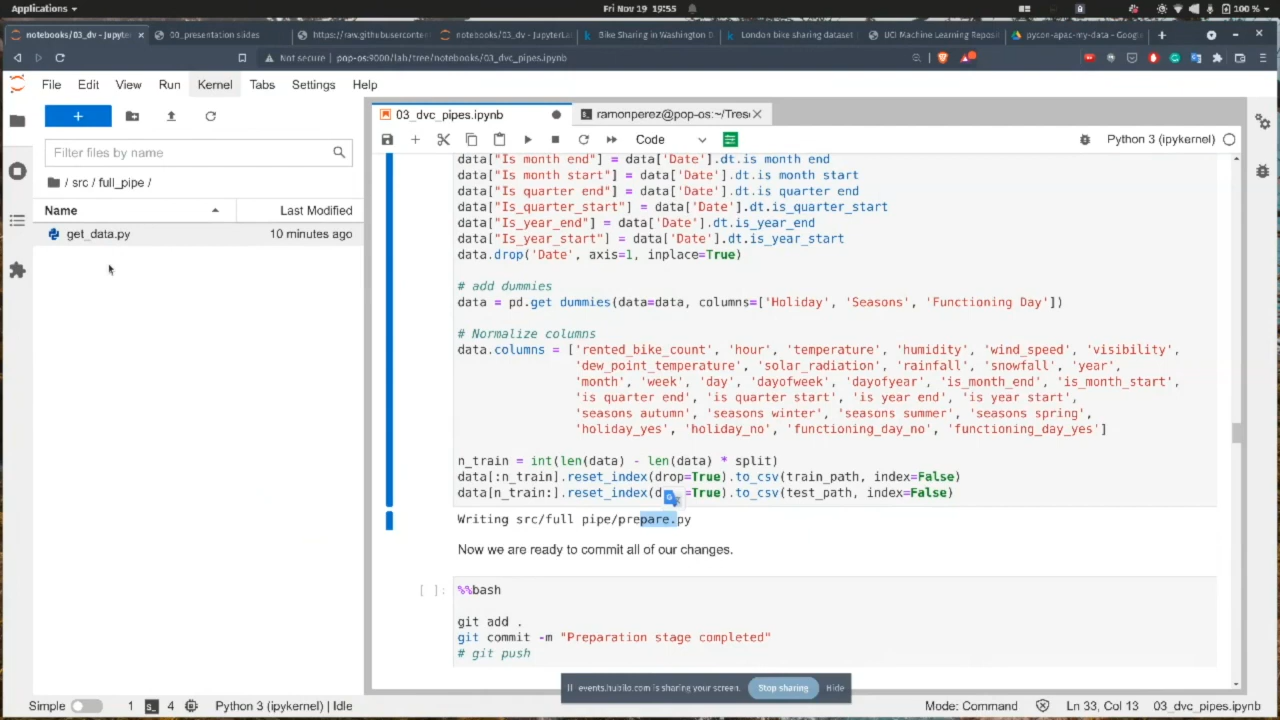 Applications
Fri Nov 19 19:55
100 %
notebooks/03_dv - JupyterL
00_presentation slides
https://raw.githubusercontent
notebooks/03_dv - JupyterLa
Bike Sharing in Washington D
London bike sharing dataset
UCI Machine Learning Reposi
pycon-apac-my-data - Google
Not secure | pop-os:9000/lab/tree/notebooks/03_dvc_pipes.ipynb
File Edit View Run Kernel Tabs Settings Help
03_dvc_pipes.ipynb
ramonperez@pop-os:~/Tres
Code
Python 3 (ipykernel)
Filter files by name
/ src / full_pipe /
Name
Last Modified
get_data.py
10 minutes ago
data["Is month end"] = data['Date'].dt.is month end
data["Is month start"] = data['Date'].dt.is month start
data["Is quarter end"] = data['Date'].dt.is quarter end
data["Is_quarter_start"] = data['Date'].dt.is_quarter_start
data["Is_year_end"] = data['Date'].dt.is_year_end
data["Is_year_start"] = data['Date'].dt.is_year_start
data.drop('Date', axis=1, inplace=True)
# add dummies
data = pd.get dummies(data=data, columns=['Holiday', 'Seasons', 'Functioning Day'])
# Normalize columns
data.columns = ['rented_bike_count', 'hour', 'temperature', 'humidity', 'wind_speed', 'visibility',
'dew_point_temperature', 'solar_radiation', 'rainfall', 'snowfall', 'year',
'month', 'week', 'day', 'dayofweek', 'dayofyear', 'is_month_end', 'is_month_start',
'is quarter end', 'is quarter start', 'is year end', 'is year start',
'seasons autumn', 'seasons winter', 'seasons summer', 'seasons spring',
'holiday_yes', 'holiday_no', 'functioning_day_no', 'functioning_day_yes']
n_train = int(len(data) - len(data) * split)
data[:n_train].reset_index(drop=True).to_csv(train_path, index=False)
data[n_train:].reset_index(d =True).to_csv(test_path, index=False)
Writing src/full pipe/prepare.py
Now we are ready to commit all of our changes.
[ ]:
%%bash
git add .
git commit -m "Preparation stage completed"
# git push
events.hubilo.com is sharing your screen.
Stop sharing
Hide
Simple
1
4
Python 3 (ipykernel) | Idle
Mode: Command
Ln 33, Col 13
03_dvc_pipes.ipynb